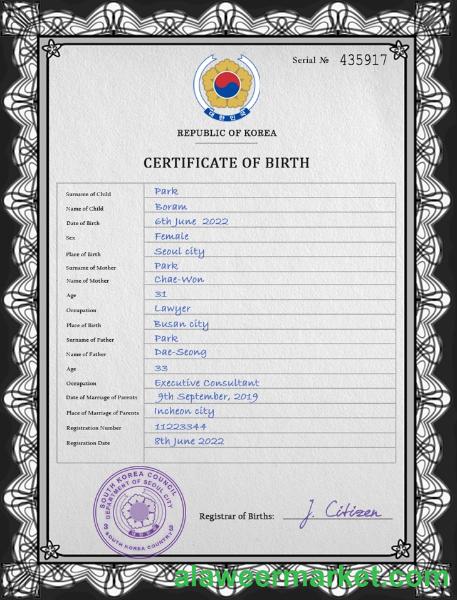 Serial № 435917
대한민국
REPUBLIC OF KOREA
CERTIFICATE OF BIRTH
Surname of Child Park
Name of Child Boram
Date of Birth 6th June 2022
Sex Female
Place of Birth Seoul city
Surname of Mother Park
Name of Mother Chae-Won
Age 31
Occupation Lawyer
Place of Birth Busan city
Surname of Father Park
Name of Father Dae-Seong
Age 33
Occupation Executive Consultant
Date of Marriage of Parents 9th September, 2019
Place of Marriage of Parents Incheon city
Registration Number 11223344
Registration Date 8th June 2022
SOUTH KOREA COUNCIL
DEPARTMENT OF SEOUL CITY
SOUTH KOREA COUNTRY
Registrar of Births: J. Citizen
alaweermarket.com